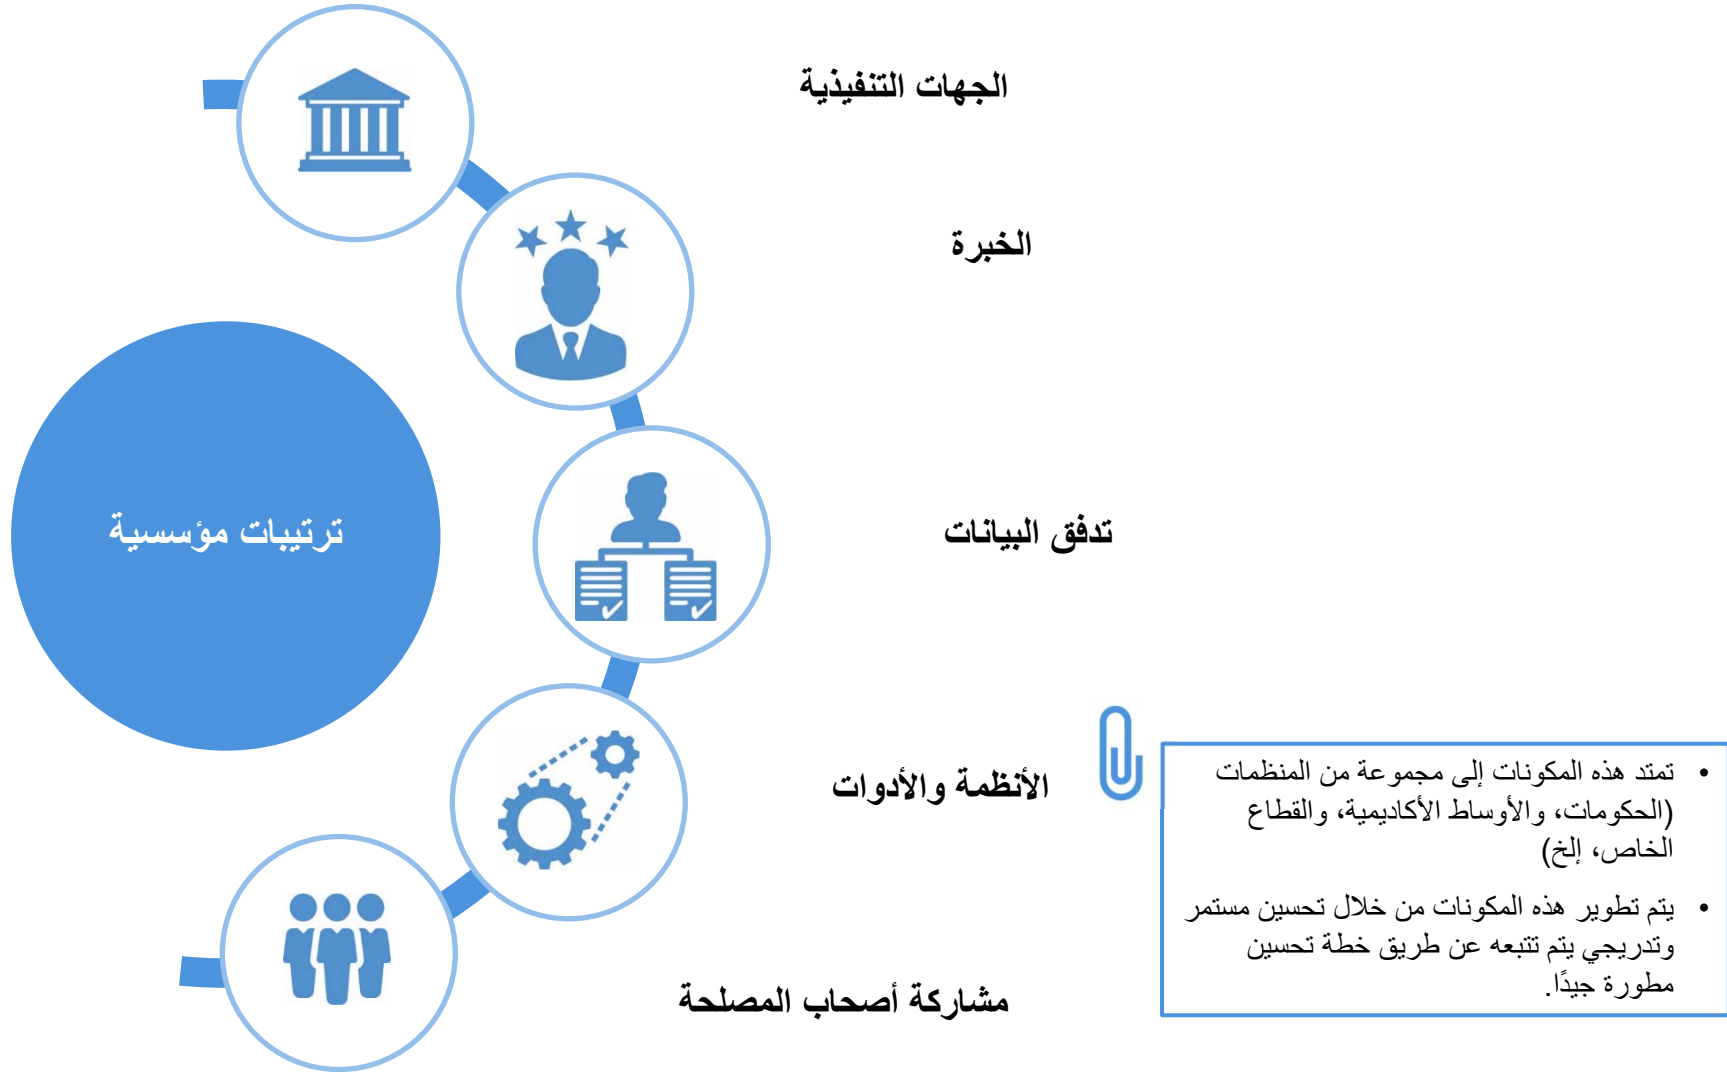 الجهات التنفيذية
الخبرة
ترتيبات مؤسسية
تدفق البيانات
الأنظمة والأدوات
مشاركة أصحاب المصلحة
• تمتد هذه المكونات إلى مجموعة من المنظمات
(الحكومات، والأوساط الأكاديمية، والقطاع
الخاص، إلخ)
• يتم تطوير هذه المكونات من خلال تحسين مستمر
وتدريجي يتم تتبعه عن طريق خطة تحسين
مطورة جيدًا.